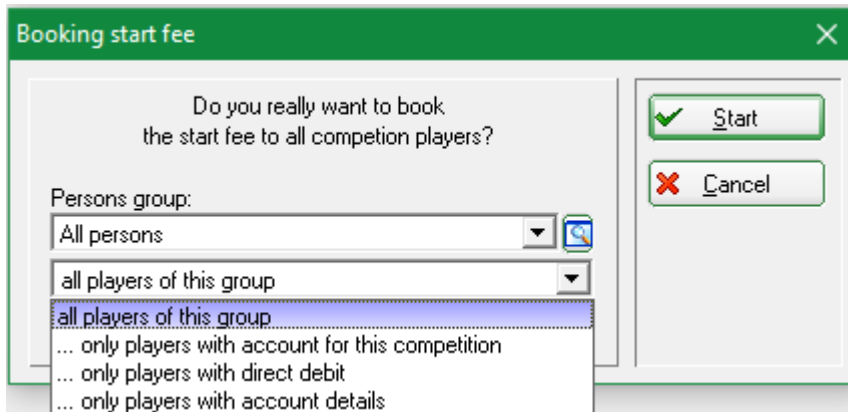 Booking start fee
Do you really want to book
the start fee to all competion players?
Start
Cancel
Persons group:
All persons
all players of this group
all players of this group
... only players with account for this competition
... only players with direct debit
... only players with account details